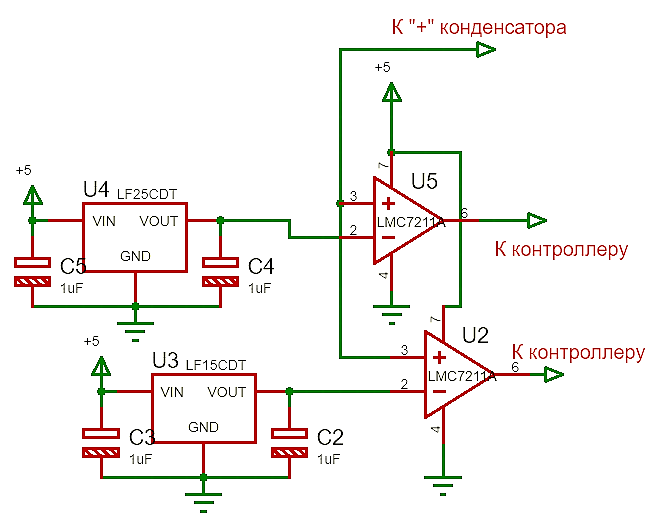 К "+" конденсатора
+5
7
U5
+5
U4 LF25CDT
3
VIN VOUT
LMC7211A
6
2
GND
К контроллеру
C5
1uF
C4
1uF
4
7
U2
+5
U3 LF15CDT
3
К контроллеру
LMC7211A
6
VIN VOUT
2
GND
C3
1uF
C2
1uF
4